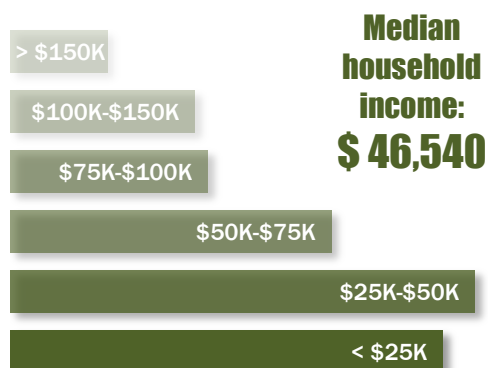 Median
household
income:
$ 46,540
> $150K
$100K-$150K
$75K-$100K
$50K-$75K
$25K-$50K
< $25K